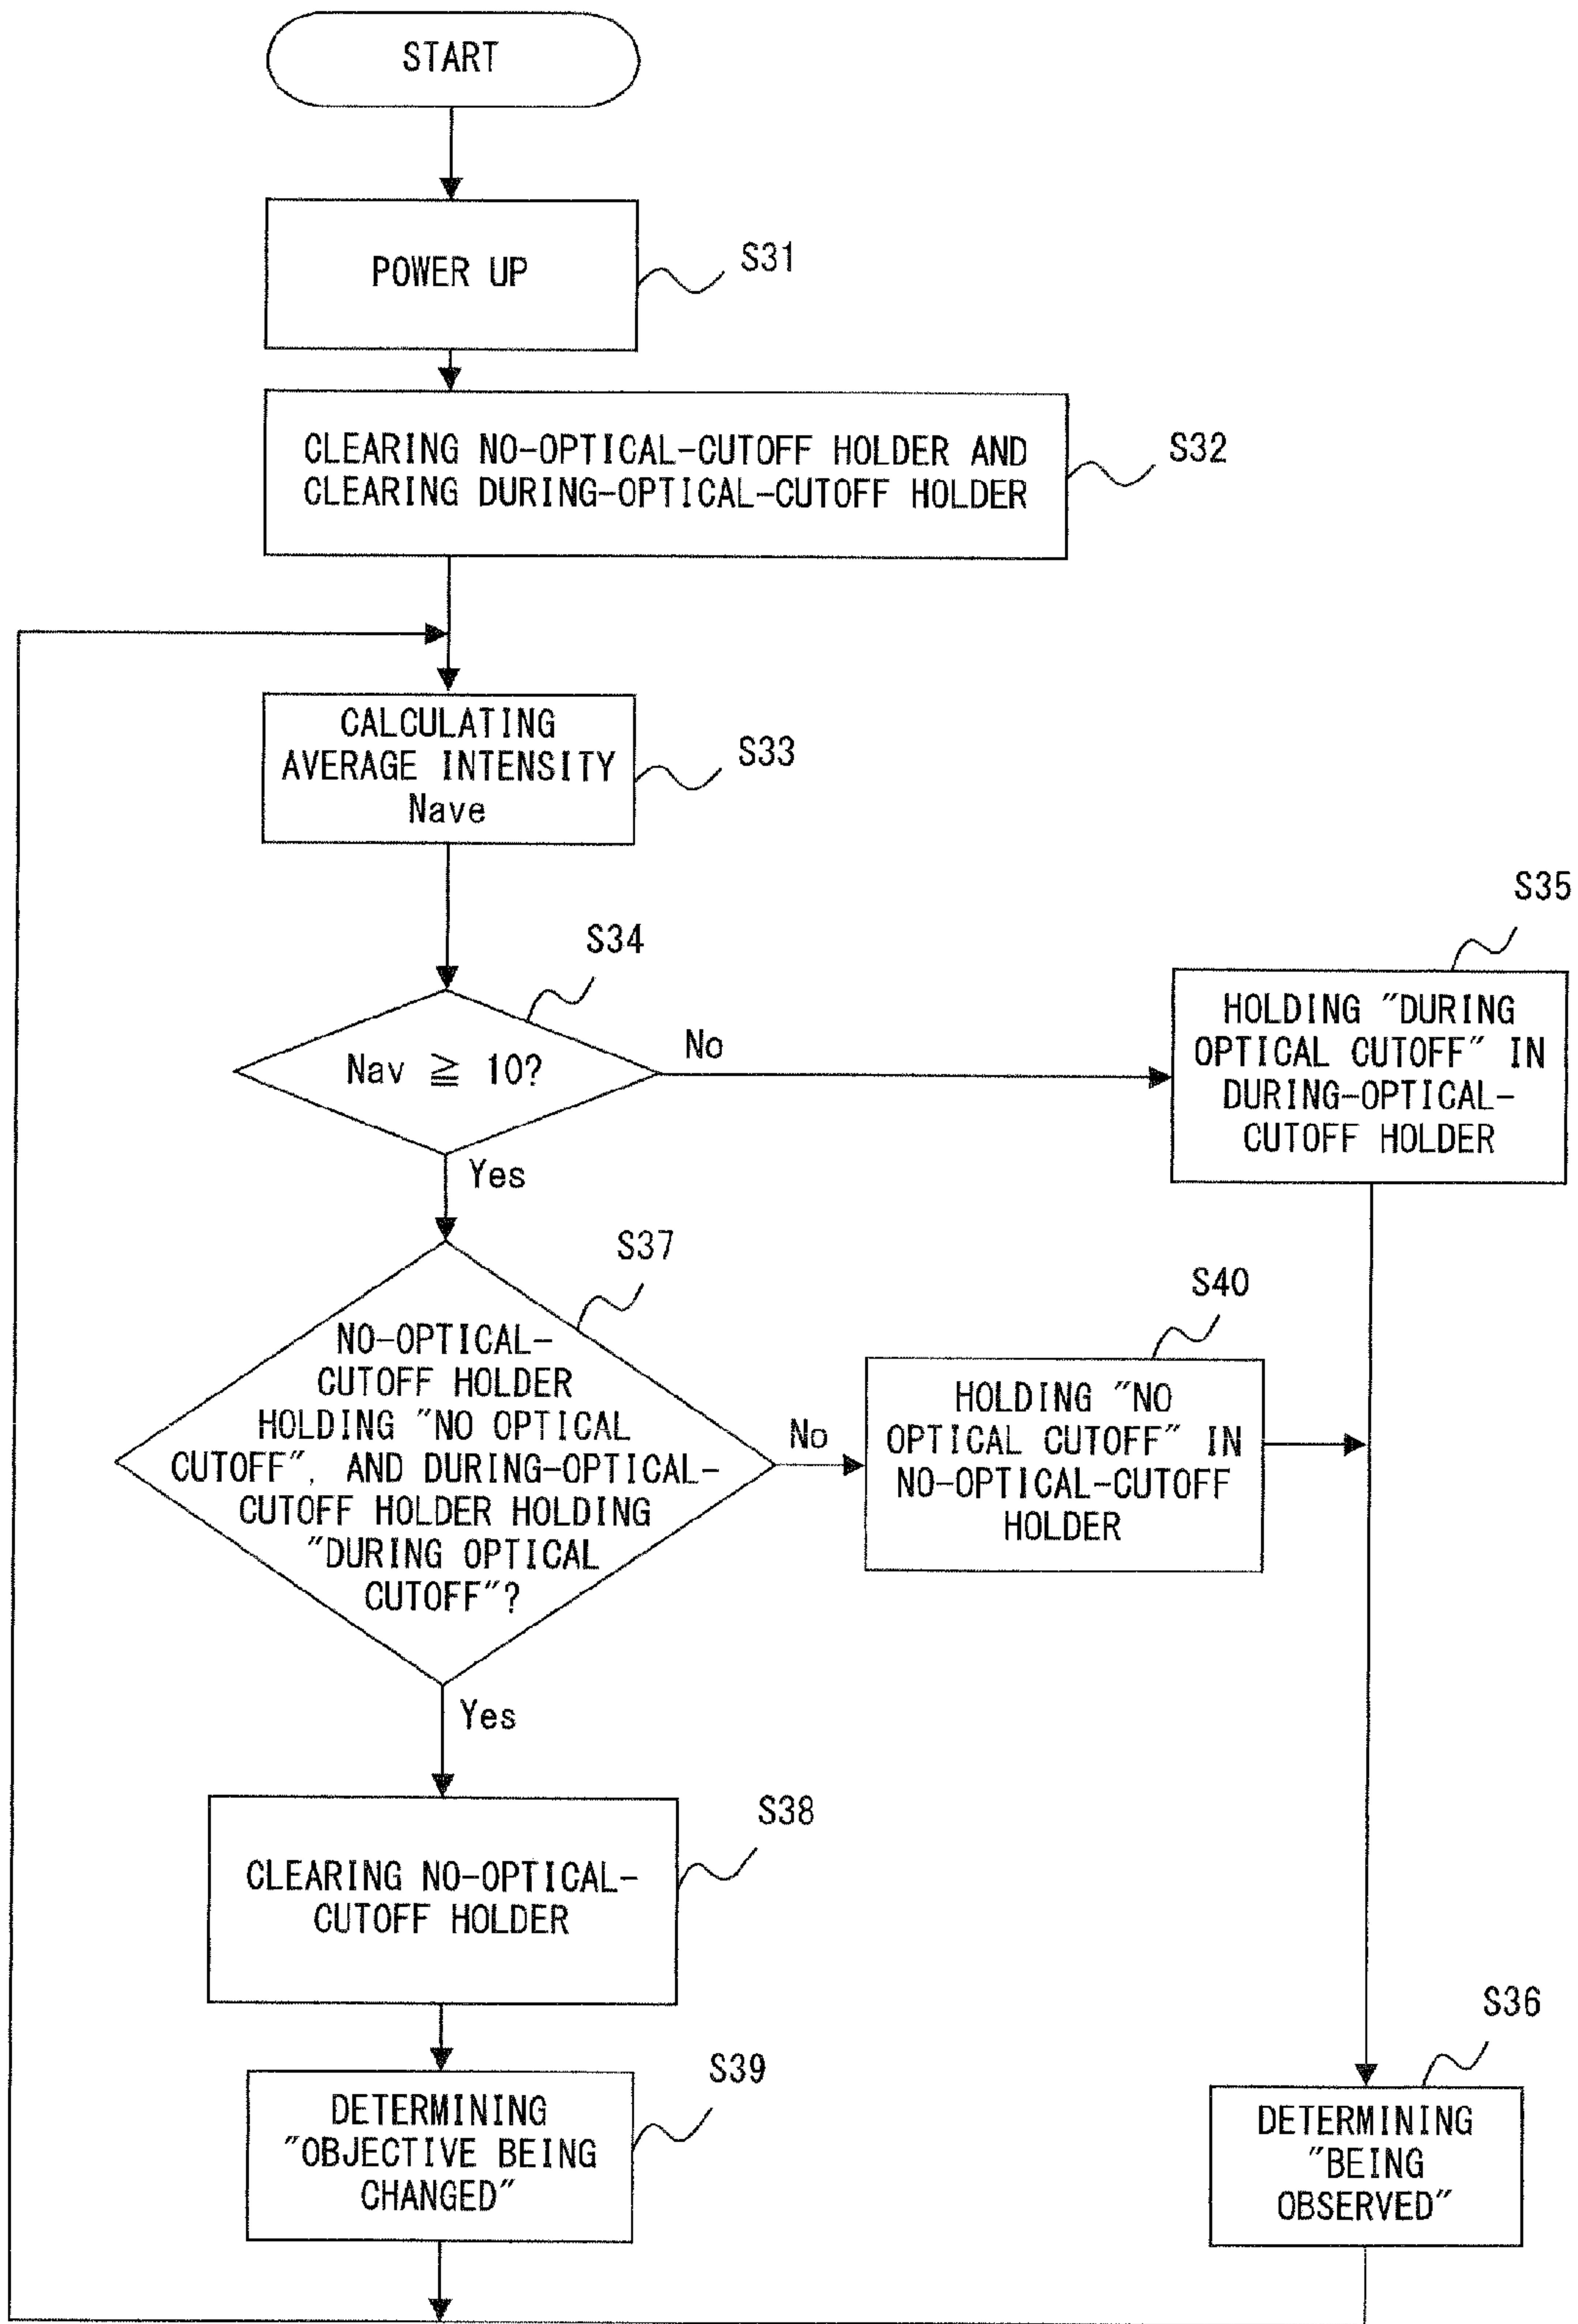 START
POWER UP
S31
CLEARING NO-OPTICAL-CUTOFF HOLDER AND
CLEARING DURING-OPTICAL-CUTOFF HOLDER
S32
CALCULATING
AVERAGE INTENSITY
Nave
S33
S34
Nav ≧ 10?
No
Yes
S35
HOLDING "DURING
OPTICAL CUTOFF" IN
DURING-OPTICAL-
CUTOFF HOLDER
S37
NO-OPTICAL-
CUTOFF HOLDER
HOLDING "NO OPTICAL
CUTOFF", AND DURING-OPTICAL-
CUTOFF HOLDER HOLDING
"DURING OPTICAL
CUTOFF"?
No
Yes
S40
HOLDING "NO
OPTICAL CUTOFF" IN
NO-OPTICAL-CUTOFF
HOLDER
S38
CLEARING NO-OPTICAL-
CUTOFF HOLDER
S39
DETERMINING
"OBJECTIVE BEING
CHANGED"
S36
DETERMINING
"BEING
OBSERVED"